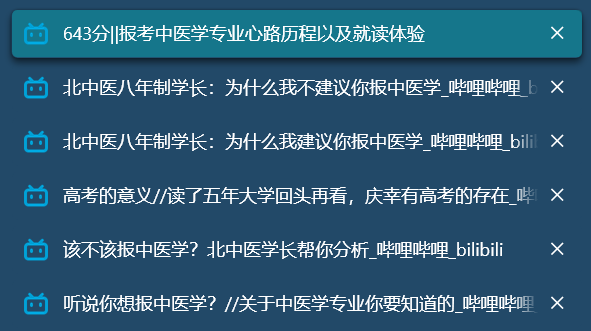 643分||报考中医学专业心路历程以及就读体验
北中医八年制学长：为什么我不建议你报中医学_哔哩哔哩_b
北中医八年制学长：为什么我建议你报中医学_哔哩哔哩_bili
高考的意义//读了五年大学回头再看，庆幸有高考的存在_哔
该不该报中医学？北中医学长帮你分析_哔哩哔哩_bilibili
听说你想报中医学？//关于中医学专业你要知道的_哔哩哔哩_